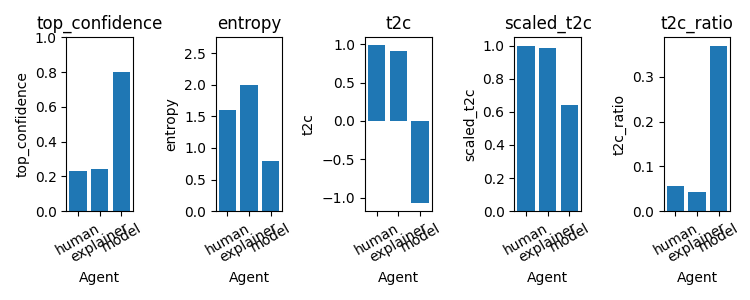 top_confidence
top_confidence
1.0
0.8
0.6
0.4
0.2
0.0
human
explainer
model
Agent
entropy
entropy
2.5
2.0
1.5
1.0
0.5
0.0
human
explainer
model
Agent
t2c
t2c
1.0
0.5
0.0
−0.5
−1.0
human
explainer
model
Agent
scaled_t2c
scaled_t2c
1.0
0.8
0.6
0.4
0.2
0.0
human
explainer
model
Agent
t2c_ratio
t2c_ratio
0.3
0.2
0.1
0.0
human
explainer
model
Agent